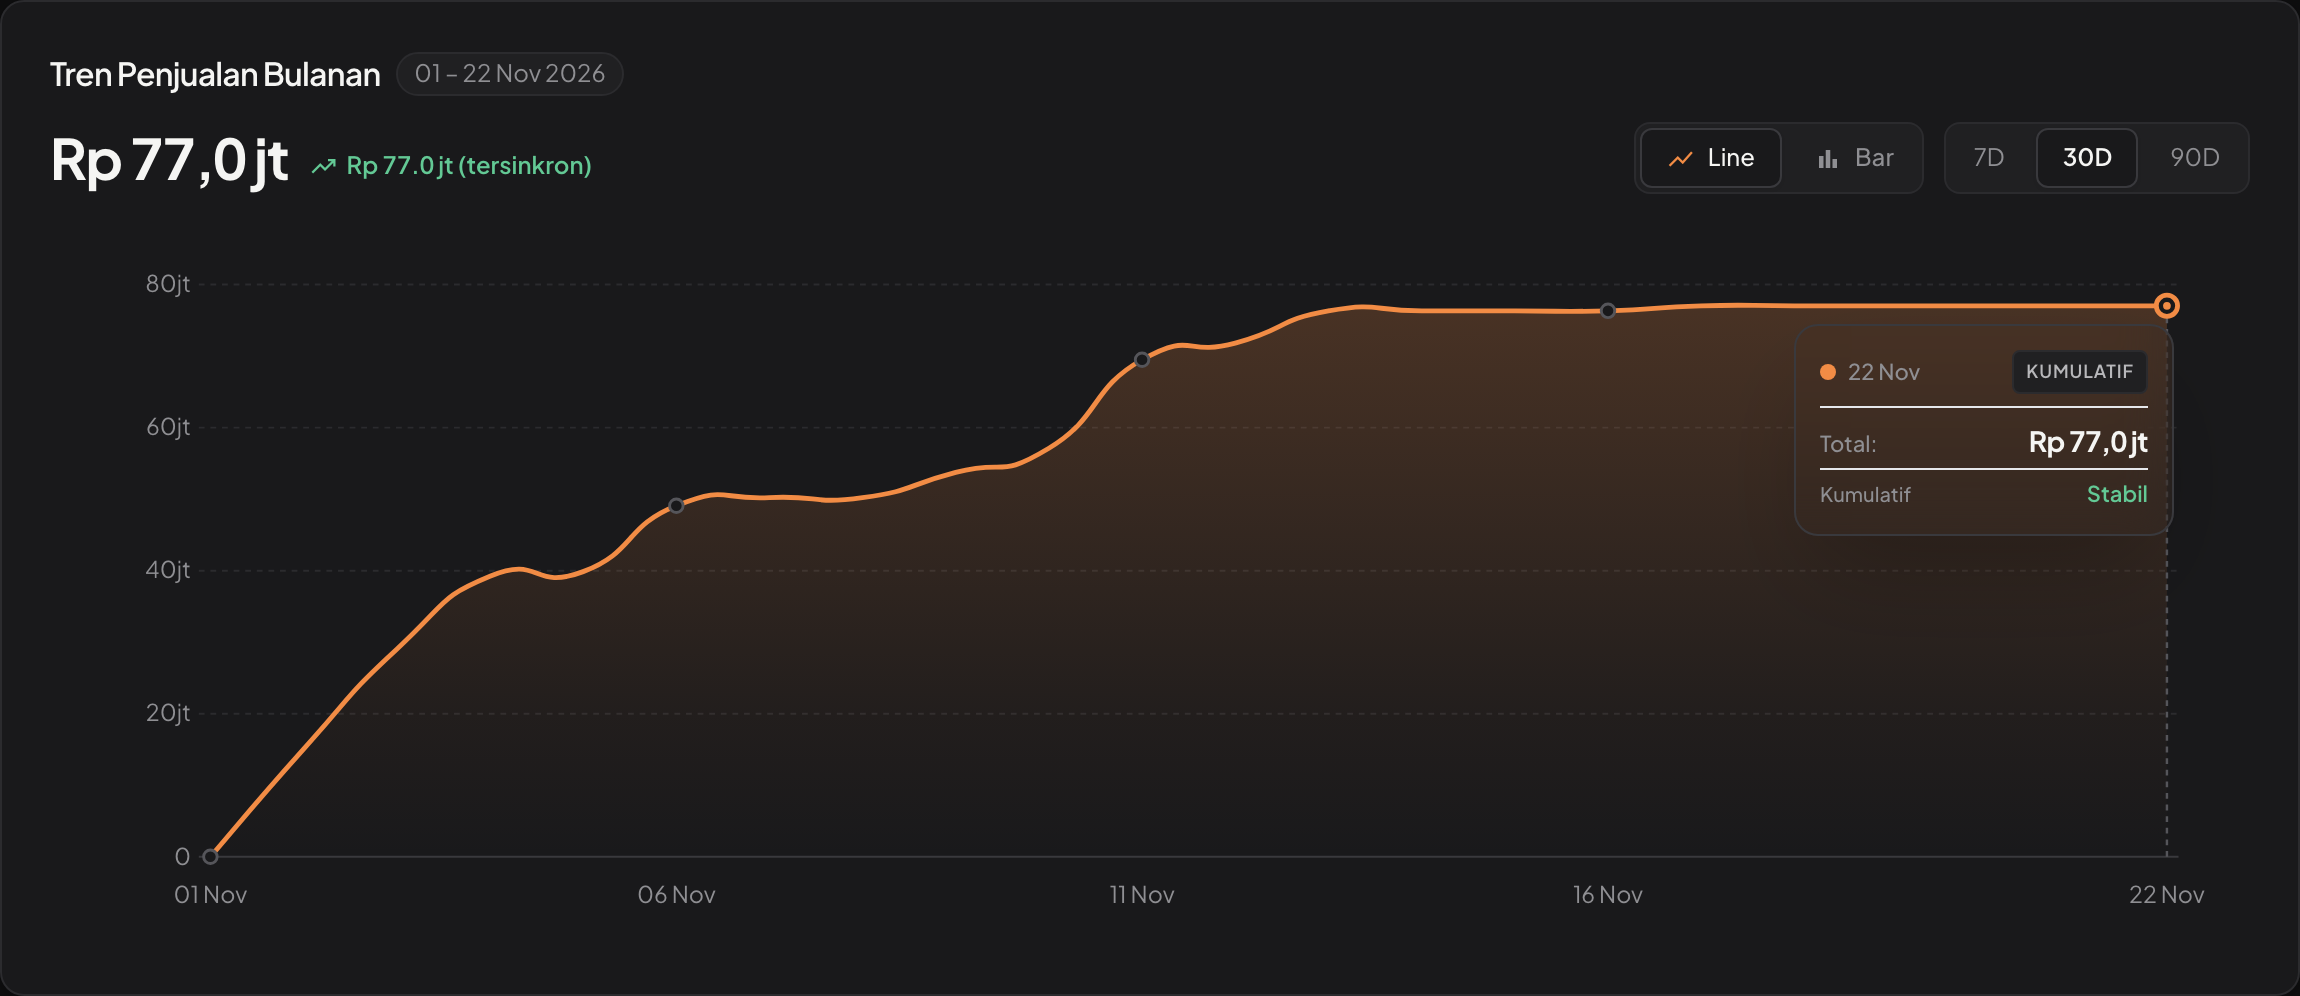 Tren Penjualan Bulanan
01 – 22 Nov 2026
Rp 77,0 jt
Rp 77.0 jt (tersinkron)
Line
Bar
7D
30D
90D
80jt
60jt
40jt
20jt
0
22 Nov
KUMULATIF
Total:
Rp 77,0 jt
Kumulatif
Stabil
01 Nov
06 Nov
11 Nov
16 Nov
22 Nov